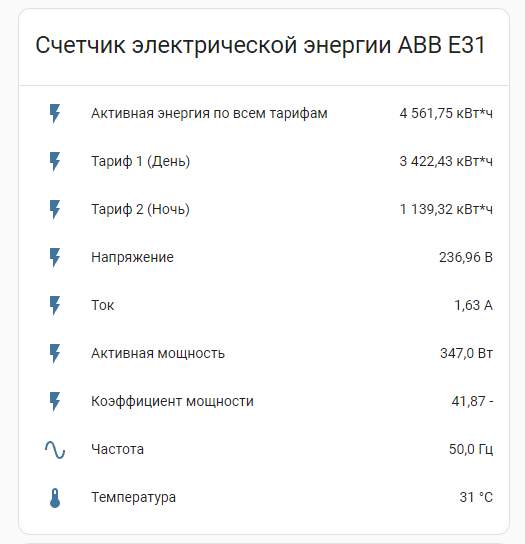 Счетчик электрической энергии ABB E31
Активная энергия по всем тарифам 4 561,75 кВт*ч
Тариф 1 (День) 3 422,43 кВт*ч
Тариф 2 (Ночь) 1 139,32 кВт*ч
Напряжение 236,96 В
Ток 1,63 А
Активная мощность 347,0 Вт
Коэффициент мощности 41,87 -
Частота 50,0 Гц
Температура 31 °C